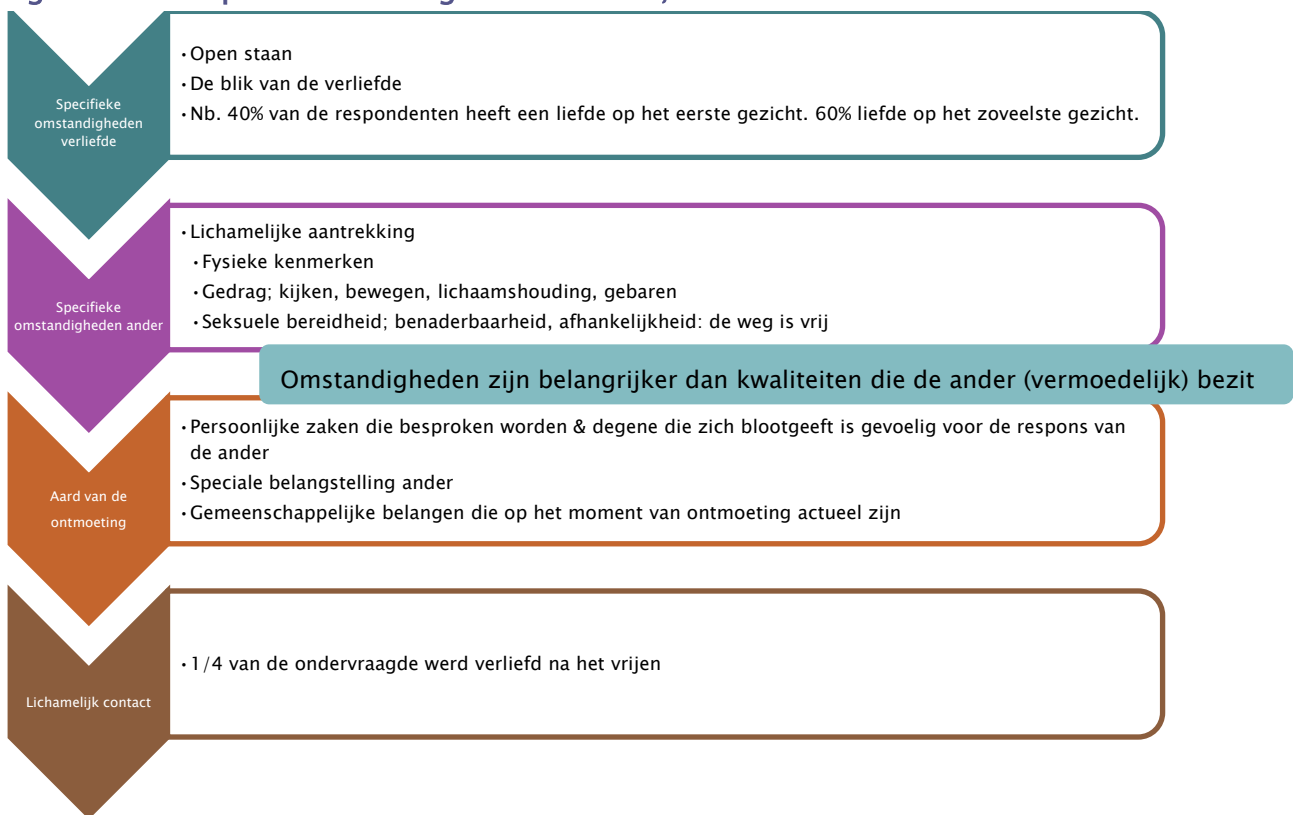 Specifieke
omstandigheden
verliefde
•Open staan
•De blik van de verliefde
•Nb. 40% van de respondenten heeft een liefde op het eerste gezicht. 60% liefde op het zoveelste gezicht.
Specifieke
omstandigheden ander
•Lichamelijke aantrekking
•Fysieke kenmerken
•Gedrag; kijken, bewegen, lichaamshouding, gebaren
•Seksuele bereidheid; benaderbaarheid, afhankelijkheid: de weg is vrij
Omstandigheden zijn belangrijker dan kwaliteiten die de ander (vermoedelijk) bezit
Aard van de
ontmoeting
•Persoonlijke zaken die besproken worden & degene die zich blootgeeft is gevoelig voor de respons van
de ander
•Speciale belangstelling ander
•Gemeenschappelijke belangen die op het moment van ontmoeting actueel zijn
Lichamelijk contact
•1/4 van de ondervraagde werd verliefd na het vrijen